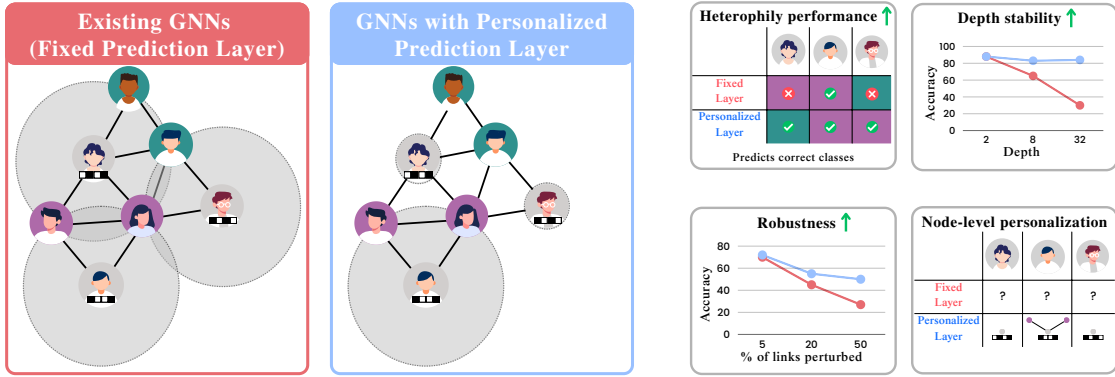 Existing GNNs
(Fixed Prediction Layer)
GNNs with Personalized
Prediction Layer
Heterophily performance
Fixed
Layer
Personalized
Layer
Predicts correct classes
Depth stability
Accuracy
100
80
60
40
20
0
2
8
32
Depth
Robustness
Accuracy
80
60
40
20
0
5
20
50
% of links perturbed
Node-level personalization
Fixed
Layer
?
?
?
Personalized
Layer